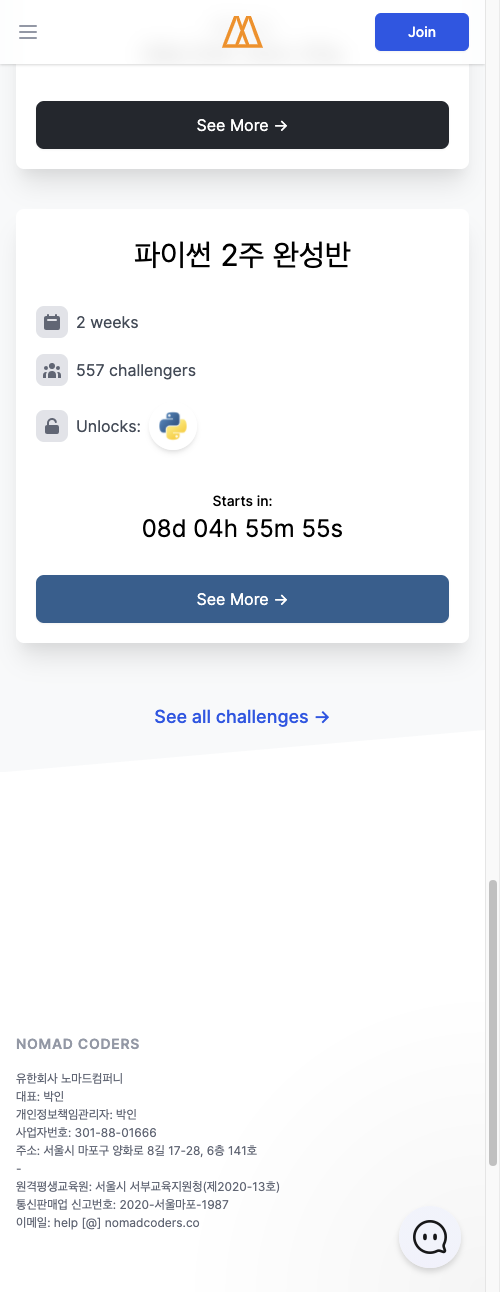 Join
See More →
파이썬 2주 완성반
2 weeks
557 challengers
Unlocks:
Starts in:
08d 04h 55m 55s
See More →
See all challenges →
NOMAD CODERS
유한회사 노마드컴퍼니
대표: 박인
개인정보책임관리자: 박인
사업자번호: 301-88-01666
주소: 서울시 마포구 양화로 8길 17-28, 6층 141호
-
원격평생교육원: 서울시 서부교육지원청(제2020-13호)
통신판매업 신고번호: 2020-서울마포-1987
이메일: help [@] nomadcoders.co